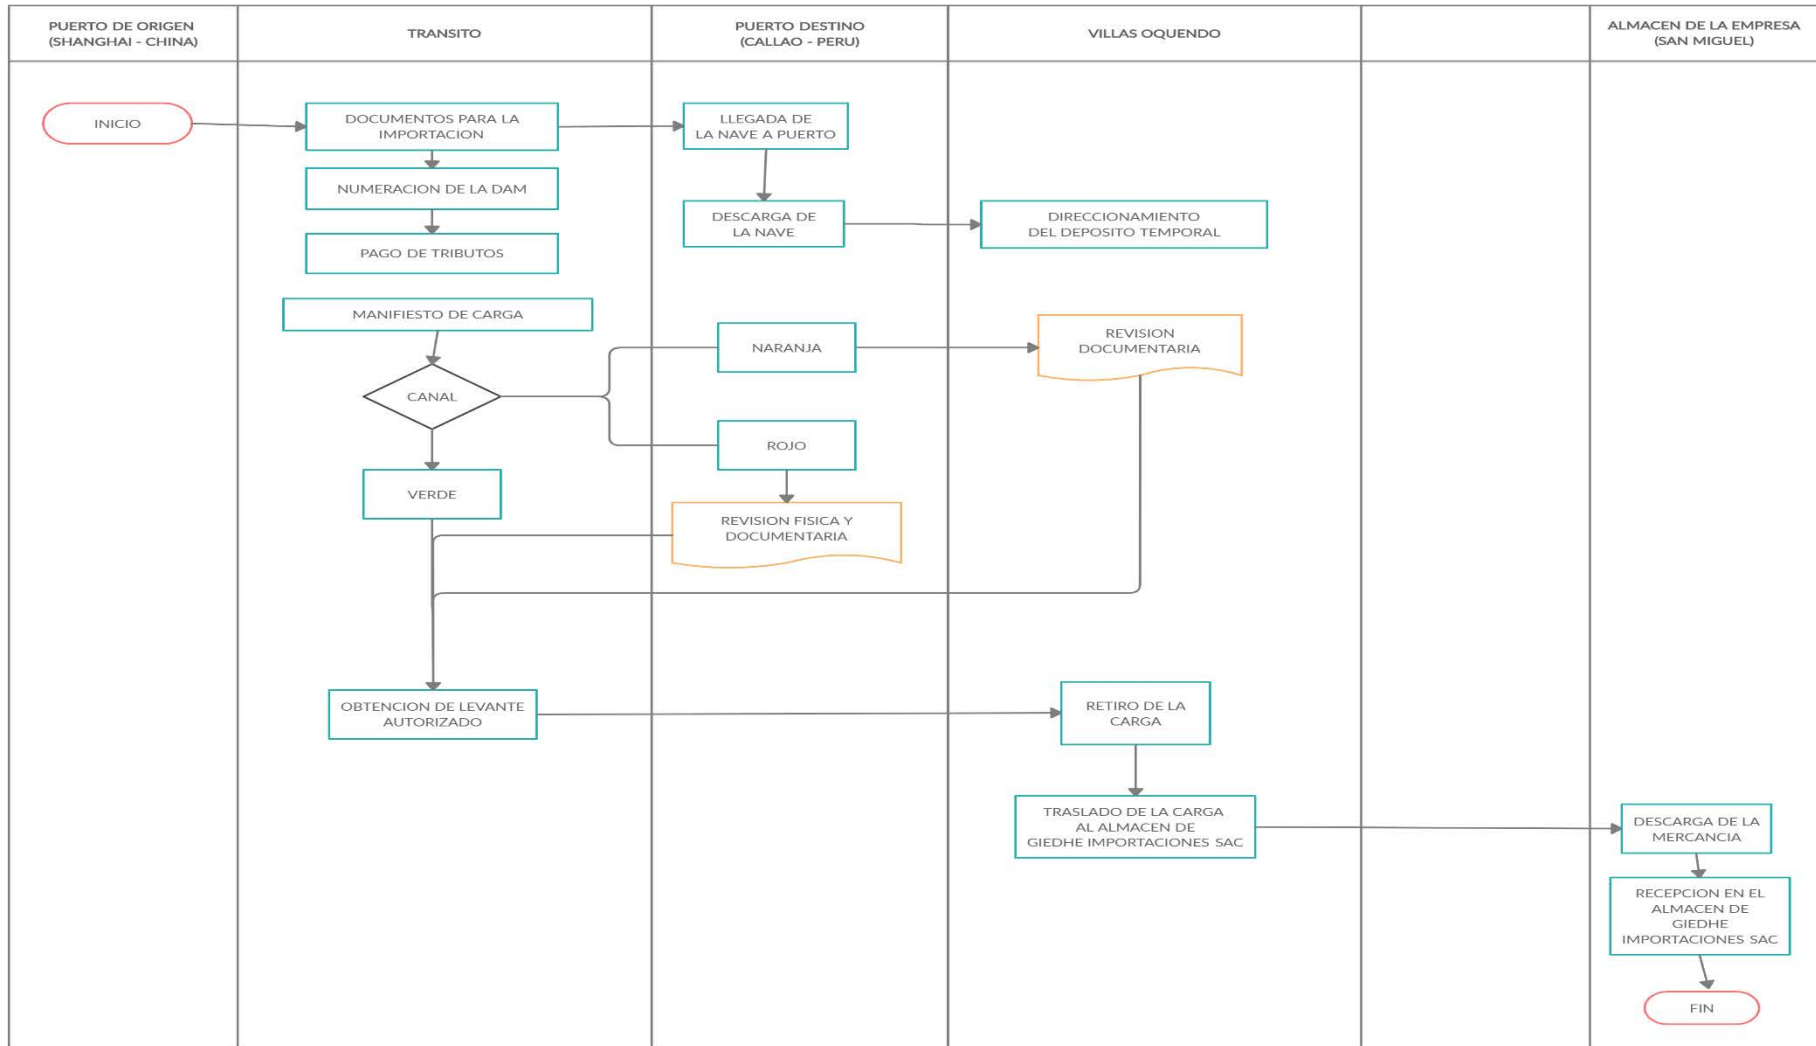 PUERTO DE ORIGEN
(SHANGHAI - CHINA)
TRANSITO
PUERTO DESTINO
(CALLAO - PERU)
VILLAS OQUENDO
ALMACEN DE LA EMPRESA
(SAN MIGUEL)
INICIO
DOCUMENTOS PARA LA
IMPORTACION
LLEGADA DE
LA NAVE A PUERTO
NUMERACION DE LA DAM
DESCARGA DE
LA NAVE
DIRECCIONAMIENTO
DEL DEPOSITO TEMPORAL
PAGO DE TRIBUTOS
MANIFIESTO DE CARGA
NARANJA
REVISION
DOCUMENTARIA
CANAL
ROJO
VERDE
REVISION FISICA Y
DOCUMENTARIA
OBTENCION DE LEVANTE
AUTORIZADO
RETIRO DE LA
CARGA
TRASLADO DE LA CARGA
AL ALMACEN DE
GIEDHE IMPORTACIONES SAC
DESCARGA DE LA
MERCANCIA
RECEPCION EN EL
ALMACEN DE
GIEDHE
IMPORTACIONES SAC
FIN